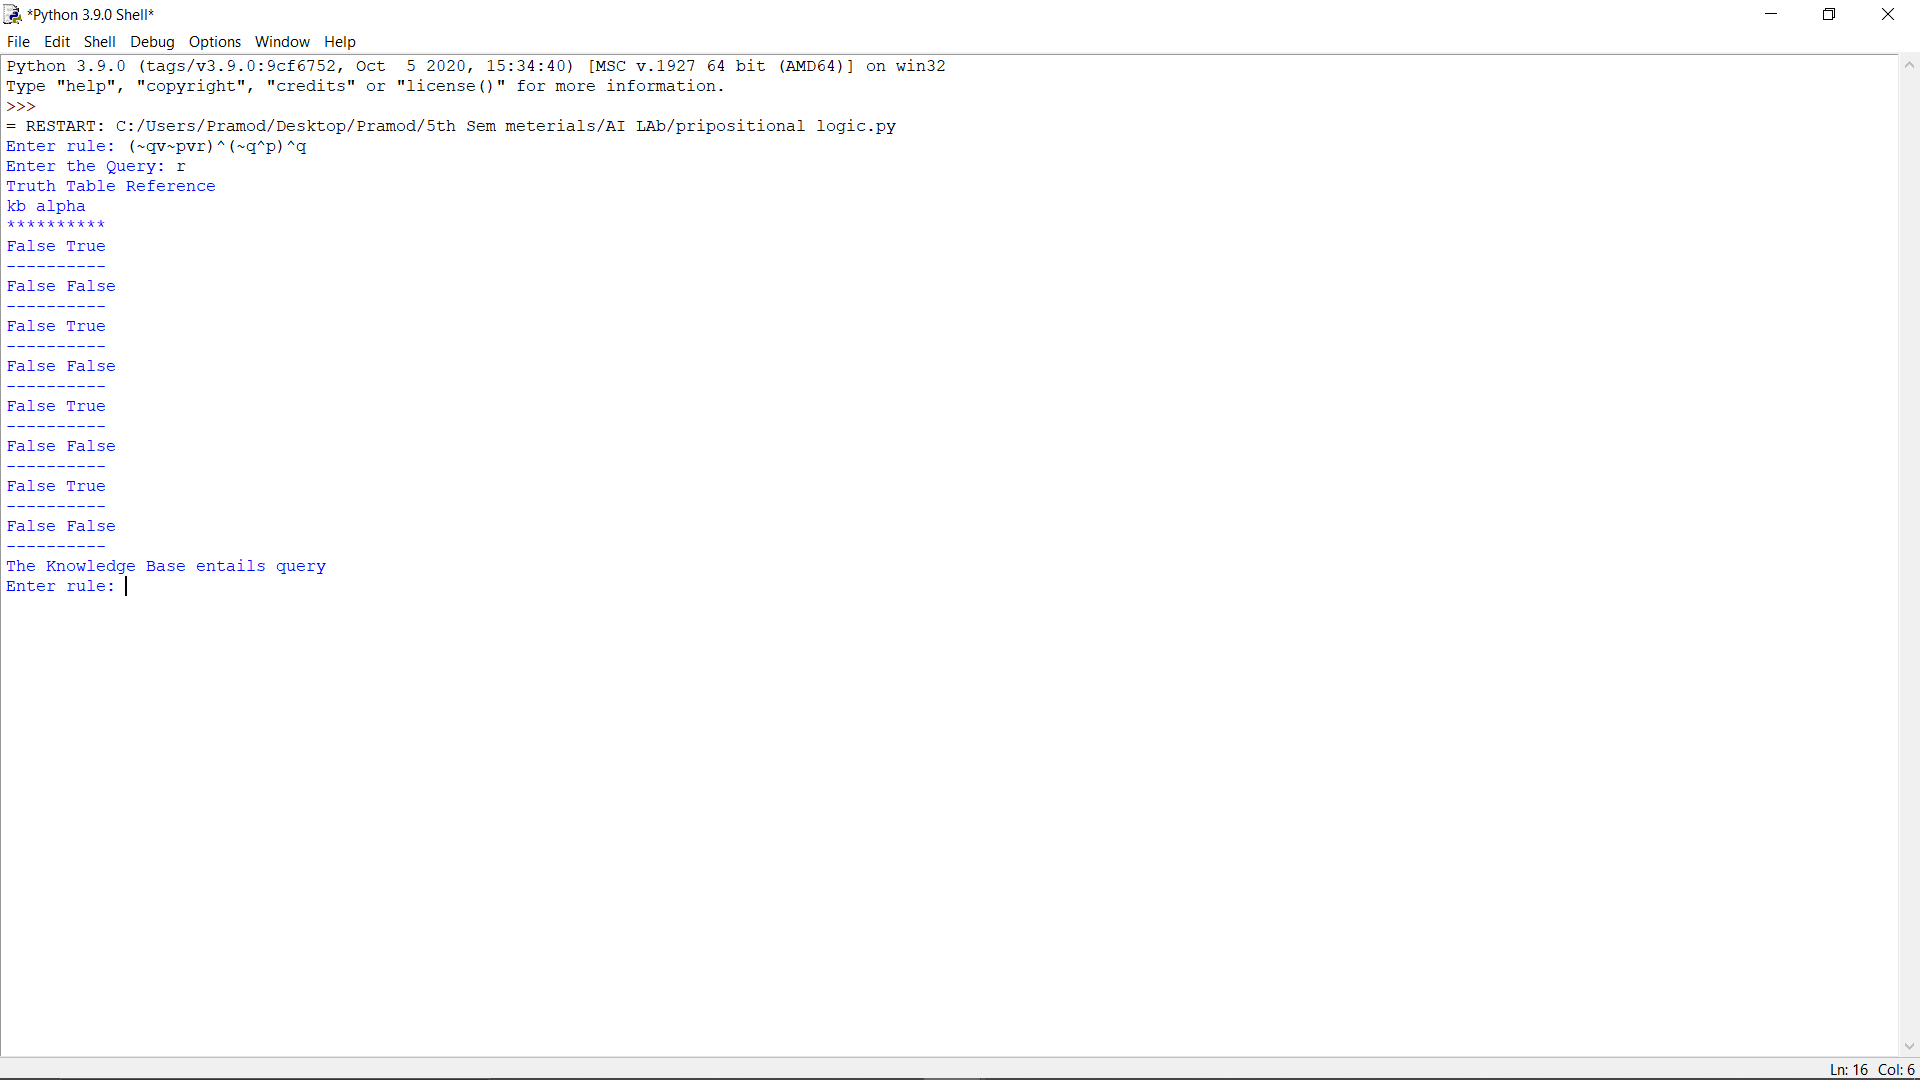 *Python 3.9.0 Shell*
File Edit Shell Debug Options Window Help
Python 3.9.0 (tags/v3.9.0:9cf6752, Oct  5 2020, 15:34:40) [MSC v.1927 64 bit (AMD64)] on win32
Type "help", "copyright", "credits" or "license()" for more information.
>>>
= RESTART: C:/Users/Pramod/Desktop/Pramod/5th Sem meterials/AI LAb/pripositional logic.py
Enter rule: (~qv~pvr)^(~q^p)^q
Enter the Query: r
Truth Table Reference
kb alpha
**********
False True
----------
False False
----------
False True
----------
False False
----------
False True
----------
False False
----------
False True
----------
False False
----------
The Knowledge Base entails query
Enter rule:
Ln: 16 Col: 6